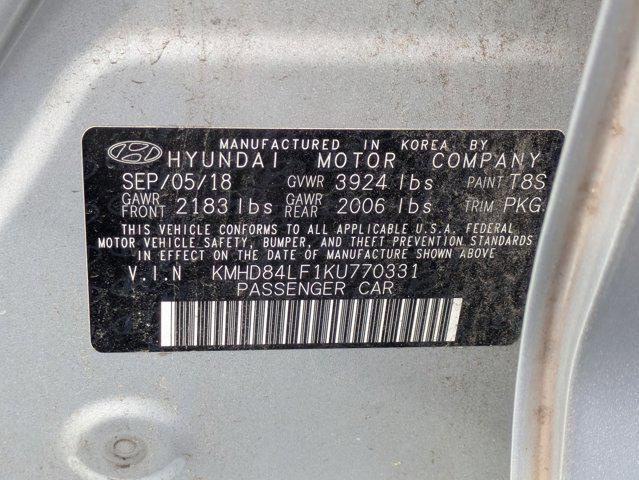 MANUFACTURED IN KOREA BY
HYUNDAI MOTOR COMPANY
SEP/05/18 GVWR 3924 lbs PAINT T8S
GAWR FRONT 2183 lbs GAWR REAR 2006 lbs TRIM PKG
THIS VEHICLE CONFORMS TO ALL APPLICABLE U.S.A. FEDERAL
MOTOR VEHICLE SAFETY, BUMPER, AND THEFT PREVENTION STANDARDS
IN EFFECT ON THE DATE OF MANUFACTURE SHOWN ABOVE
V.I.N KMHD84LF1KU770331
PASSENGER CAR